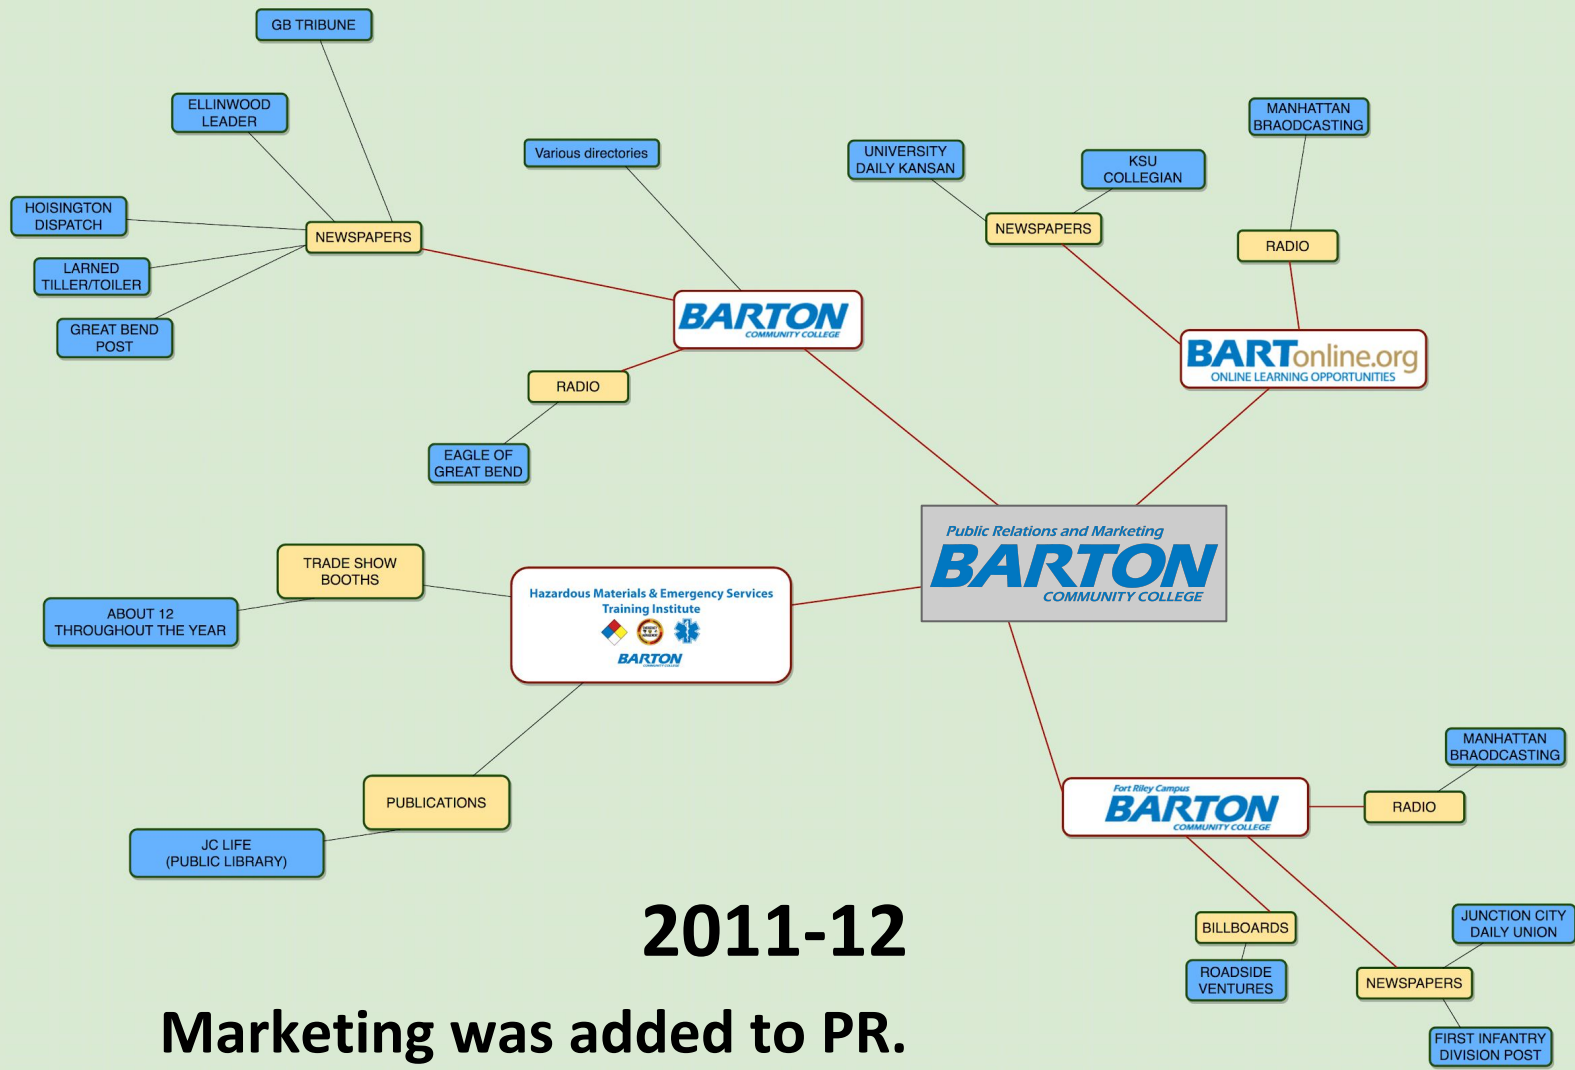 GB TRIBUNE
ELLINWOOD
LEADER
HOISINGTON
DISPATCH
LARNED
TILLER/TOILER
GREAT BEND
POST
NEWSPAPERS
Various directories
BARTON
COMMUNITY COLLEGE
RADIO
EAGLE OF
GREAT BEND
UNIVERSITY
DAILY KANSAN
KSU
COLLEGIAN
NEWSPAPERS
MANHATTAN
BRAODCASTING
RADIO
BARTonline.org
ONLINE LEARNING OPPORTUNITIES
Public Relations and Marketing
BARTON
COMMUNITY COLLEGE
TRADE SHOW
BOOTHS
ABOUT 12
THROUGHOUT THE YEAR
Hazardous Materials & Emergency Services
Training Institute
BARTON
COMMUNITY COLLEGE
PUBLICATIONS
JC LIFE
(PUBLIC LIBRARY)
Fort Riley Campus
BARTON
COMMUNITY COLLEGE
MANHATTAN
BRAODCASTING
RADIO
BILLBOARDS
ROADSIDE
VENTURES
JUNCTION CITY
DAILY UNION
NEWSPAPERS
FIRST INFANTRY
DIVISION POST
2011-12
Marketing was added to PR.